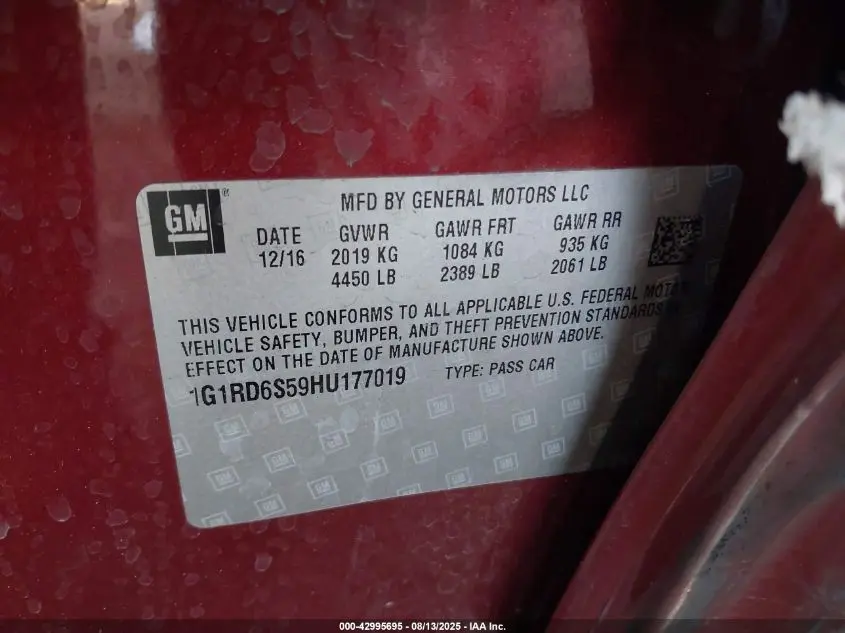 GM
®
MFD BY GENERAL MOTORS LLC
DATE GVWR GAWR FRT GAWR RR
12/16 2019 KG 1084 KG 935 KG
4450 LB 2389 LB 2061 LB
THIS VEHICLE CONFORMS TO ALL APPLICABLE U.S. FEDERAL MOTOR
VEHICLE SAFETY, BUMPER, AND THEFT PREVENTION STANDARDS IN
EFFECT ON THE DATE OF MANUFACTURE SHOWN ABOVE.
1G1RD6S59HU177019 TYPE: PASS CAR
000-42995695 - 08/13/2025 - IAA Inc.